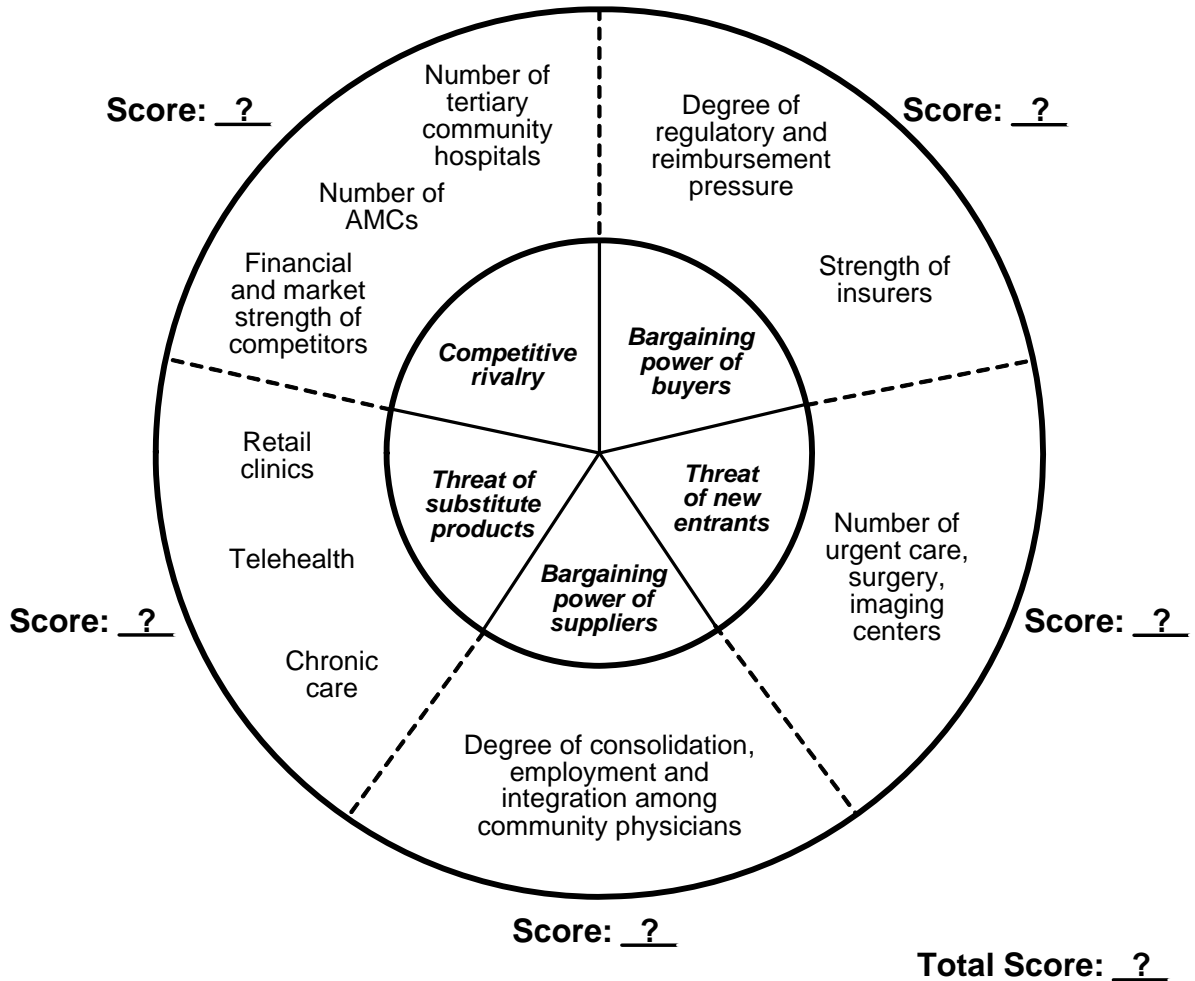 Score: ?
Number of
tertiary
community
hospitals
Number of
AMCs
Financial
and market
strength of
competitors
Degree of
regulatory and
reimbursement
pressure
Score: ?
Strength of
insurers
Competitive
rivalry
Bargaining
power of
buyers
Threat of
substitute
products
Threat
of new
entrants
Bargaining
power of
suppliers
Retail
clinics
Telehealth
Chronic
care
Score: ?
Number of
urgent care,
surgery,
imaging
centers
Score: ?
Degree of consolidation,
employment and
integration among
community physicians
Score: ?
Total Score: ?